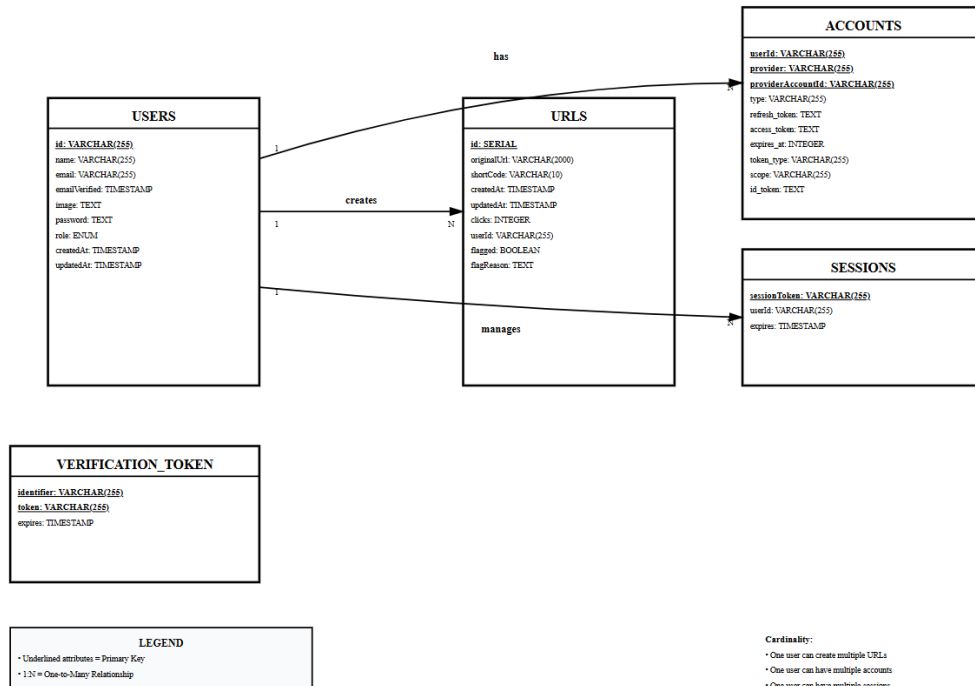 has
ACCOUNTS
userId: VARCHAR(255)
provider: VARCHAR(255)
providerAccountId: VARCHAR(255)
type: VARCHAR(255)
refresh_token: TEXT
access_token: TEXT
expires_at: INTEGER
token_type: VARCHAR(255)
scope: VARCHAR(255)
id_token: TEXT
N
USERS
id: VARCHAR(255)
name: VARCHAR(255)
email: VARCHAR(255)
emailVerified: TIMESTAMP
image: TEXT
password: TEXT
role: ENUM
createdAt: TIMESTAMP
updatedAt: TIMESTAMP
1
creates
1
N
1
URLS
id: SERIAL
originalUrl: VARCHAR(2000)
shortCode: VARCHAR(10)
createdAt: TIMESTAMP
updatedAt: TIMESTAMP
clicks: INTEGER
userId: VARCHAR(255)
flagged: BOOLEAN
flagReason: TEXT
manages
SESSIONS
sessionToken: VARCHAR(255)
userId: VARCHAR(255)
expires: TIMESTAMP
N
VERIFICATION_TOKEN
identifier: VARCHAR(255)
token: VARCHAR(255)
expires: TIMESTAMP
LEGEND
• Underlined attributes = Primary Key
• 1:N = One-to-Many Relationship
Cardinality:
• One user can create multiple URLs
• One user can have multiple accounts
• One user can have multiple sessions